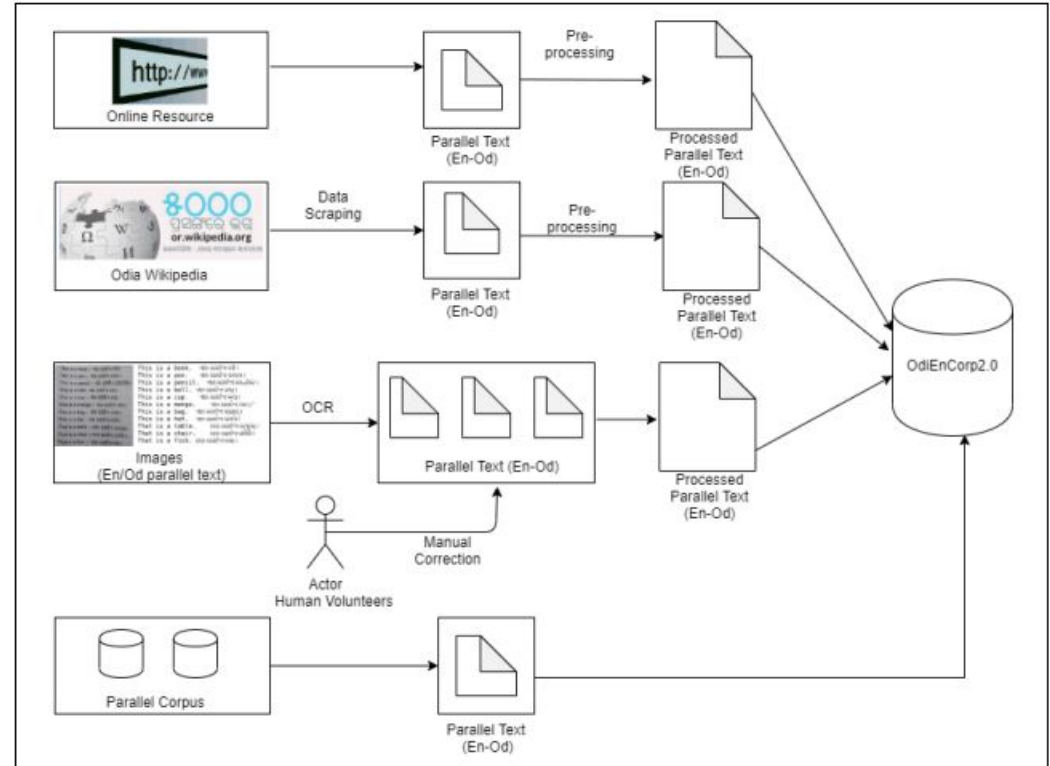 http://ww
Online Resource
Parallel Text
(En-Od)
Pre-
processing
Processed
Parallel Text
(En-Od)
୫000
or.wikipedia.org
Odia Wikipedia
Data
Scraping
Parallel Text
(En-Od)
Pre-
processing
Processed
Parallel Text
(En-Od)
This is a book.
This is a pen.
This is a pencil.
This is a ball.
This is a cap.
This is a mango.
This is a bag.
This is a hat.
That is a table.
That is a chair.
That is a fish.
Images
(En/Od parallel text)
OCR
Parallel Text (En-Od)
Processed
Parallel Text
(En-Od)
Manual
Correction
Actor
Human Volunteers
Parallel Corpus
Parallel Text
(En-Od)
OdiEnCorp2.0